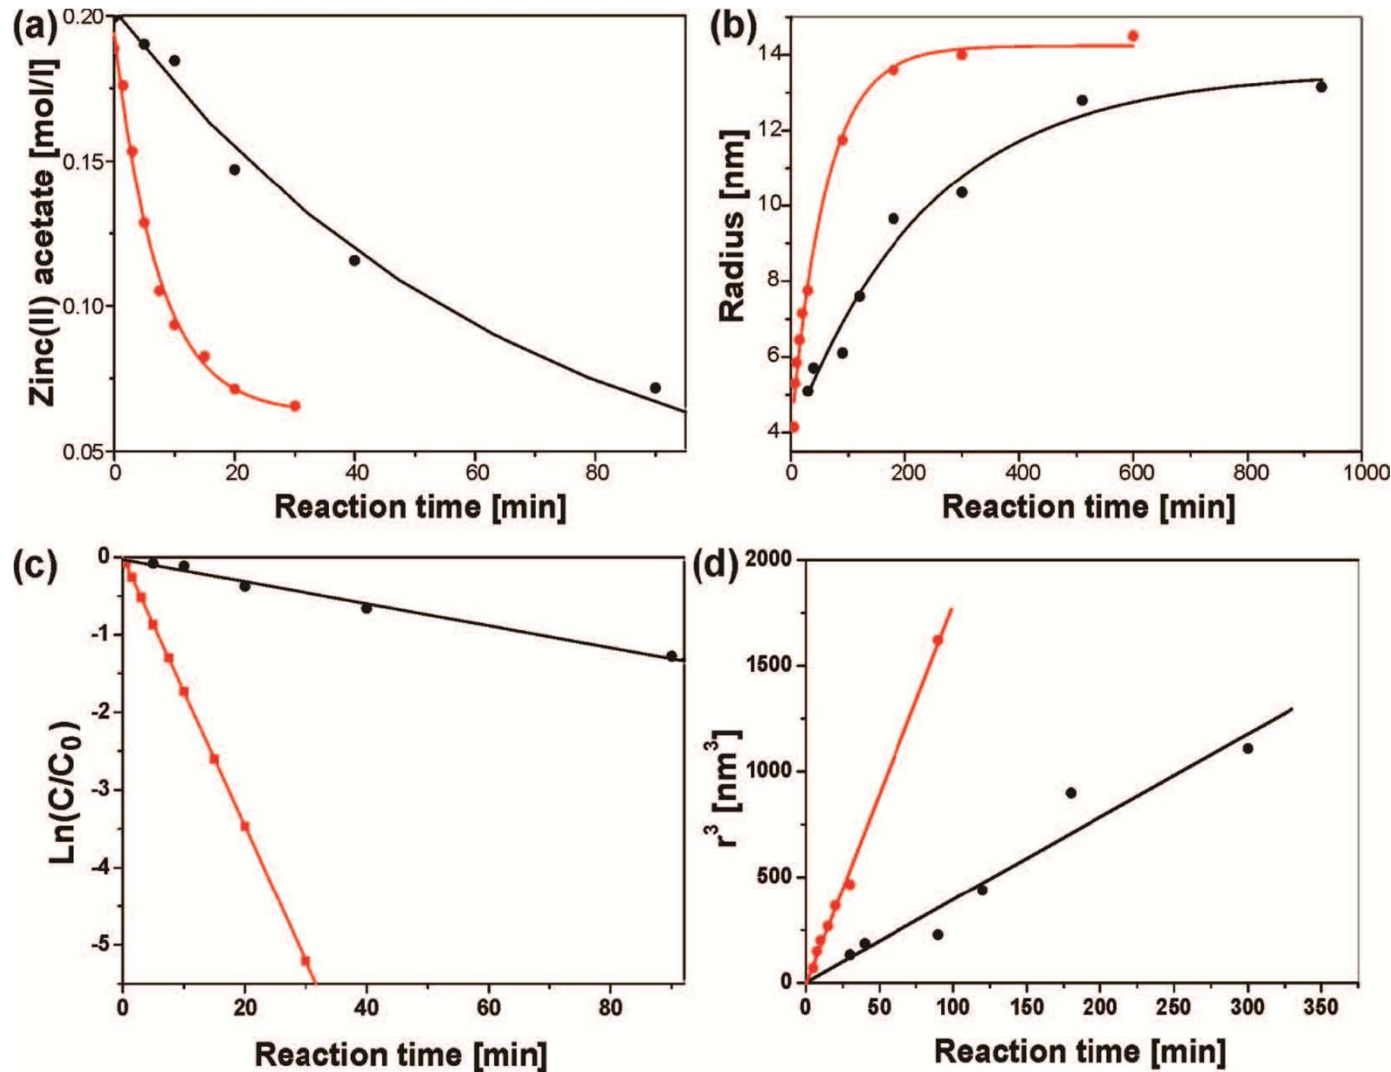 (a)
Zinc(II) acetate [mol/l]
0.20
0.15
0.10
0.05
0 20 40 60 80
Reaction time [min]
(b)
Radius [nm]
14
12
10
8
6
4
0 200 400 600 800 1000
Reaction time [min]
(c)
Ln(C/C0)
0
-1
-2
-3
-4
-5
0 20 40 60 80
Reaction time [min]
(d)
r³ [nm³]
2000
1500
1000
500
0
0 50 100 150 200 250 300 350
Reaction time [min]